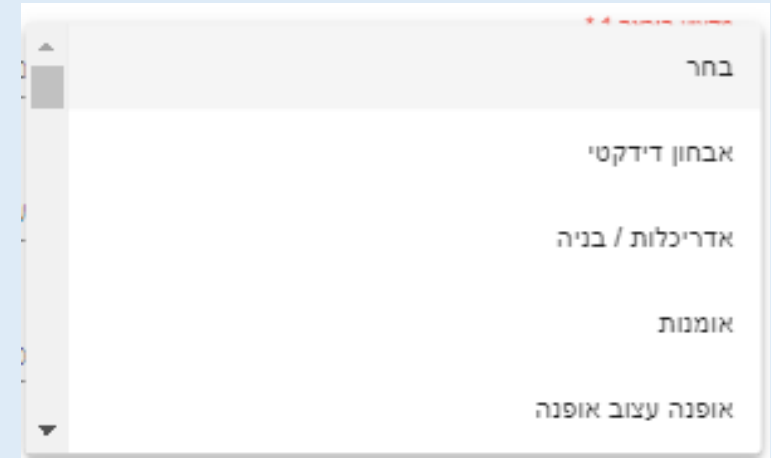 בחר
אבחון דידקטי
אדריכלות / בניה
אומנות
אופנה עצוב אופנה